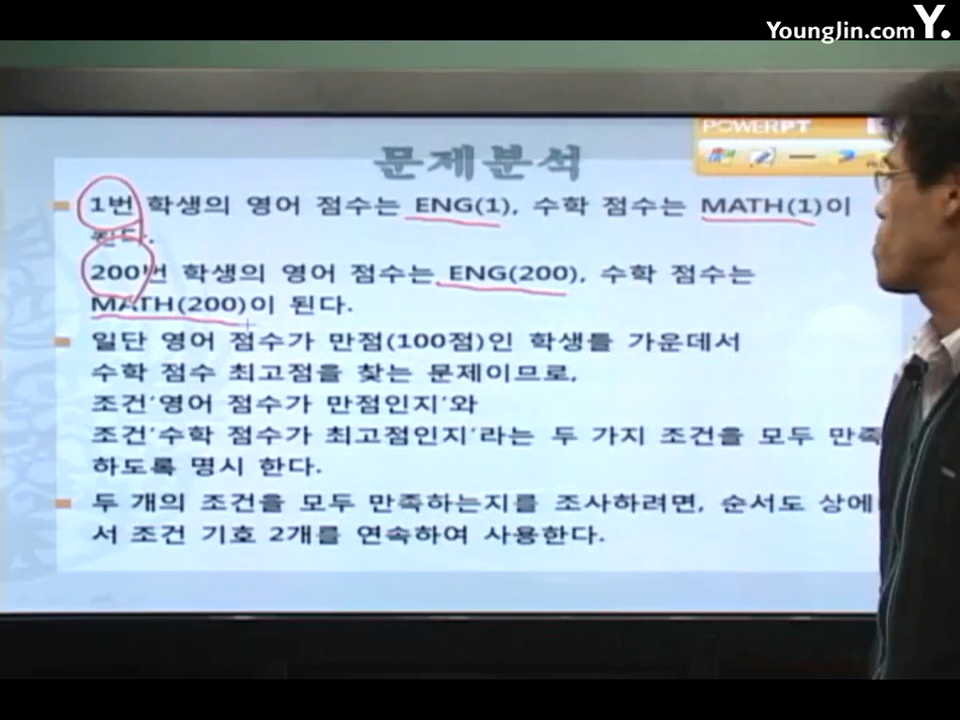 YoungJin.com Y.
POWERPT
문제분석
1번 학생의 영어 점수는 ENG(1), 수학 점수는 MATH(1)이
된다.
200번 학생의 영어 점수는 ENG(200), 수학 점수는
MATH(200)이 된다.
일단 영어 점수가 만점(100점)인 학생들 가운데서
수학 점수 최고점을 찾는 문제이므로,
조건'영어 점수가 만점인지'와
조건'수학 점수가 최고점인지'라는 두 가지 조건을 모두 만족
하도록 명시 한다.
두 개의 조건을 모두 만족하는지를 조사하려면, 순서도 상에
서 조건 기호 2개를 연속하여 사용한다.